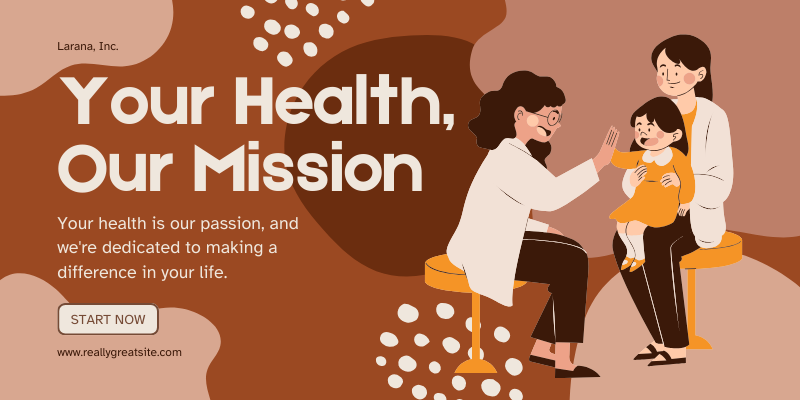 Larana, Inc.
Your Health,
Our Mission
Your health is our passion, and
we're dedicated to making a
difference in your life.
START NOW
www.reallygreatsite.com